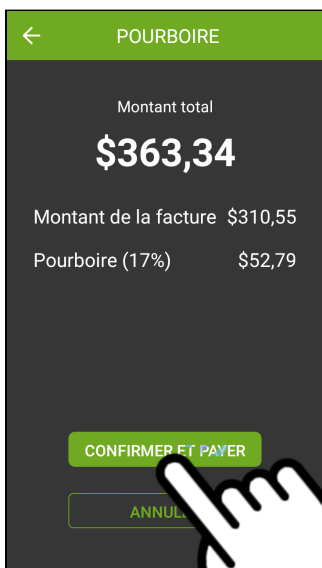 POURBOIRE
Montant total
$363,34
Montant de la facture $310,55
Pourboire (17%) $52,79
CONFIRMER ET PAYER